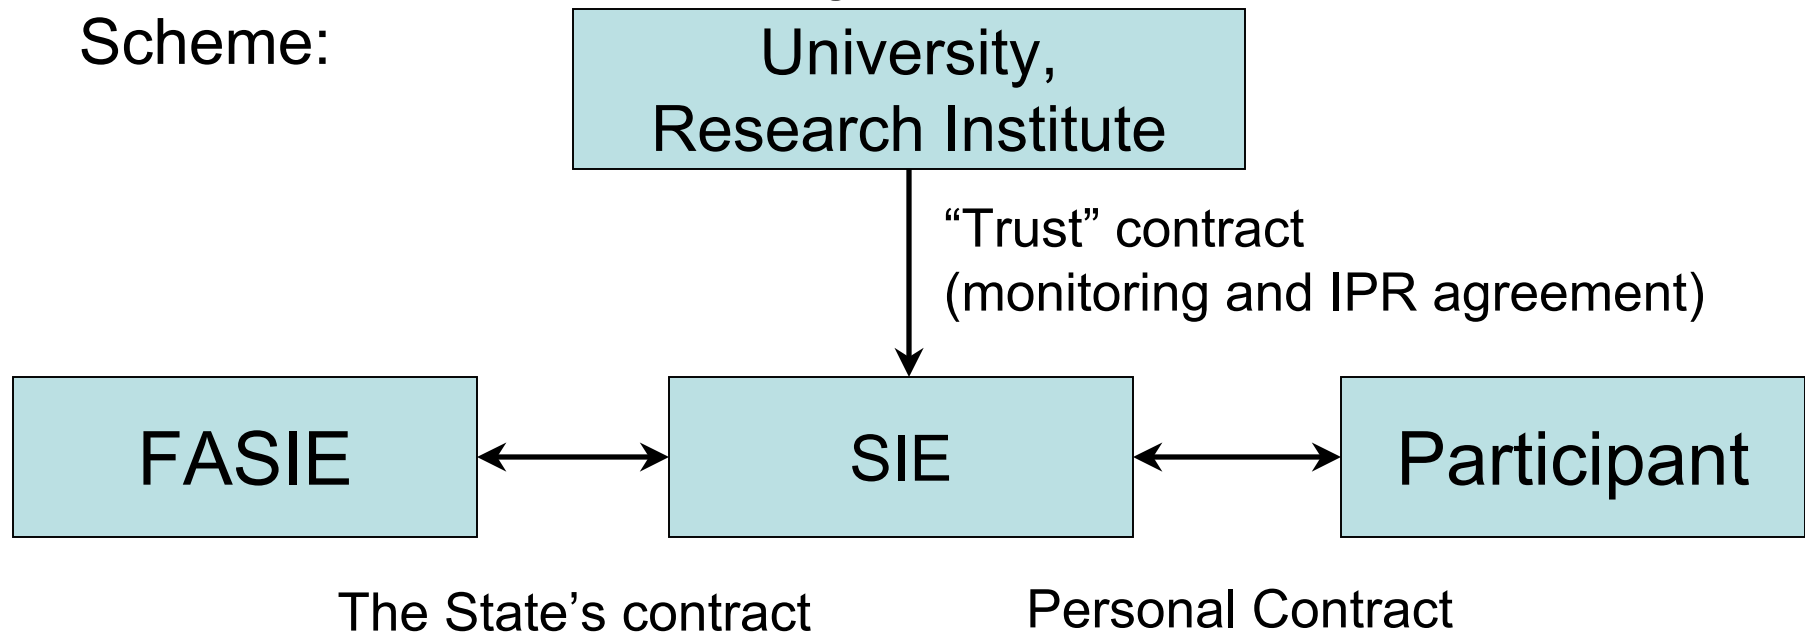 Scheme:
University,
Research Institute
“Trust” contract
(monitoring and IPR agreement)
FASIE
SIE
Participant
The State’s contract
Personal Contract